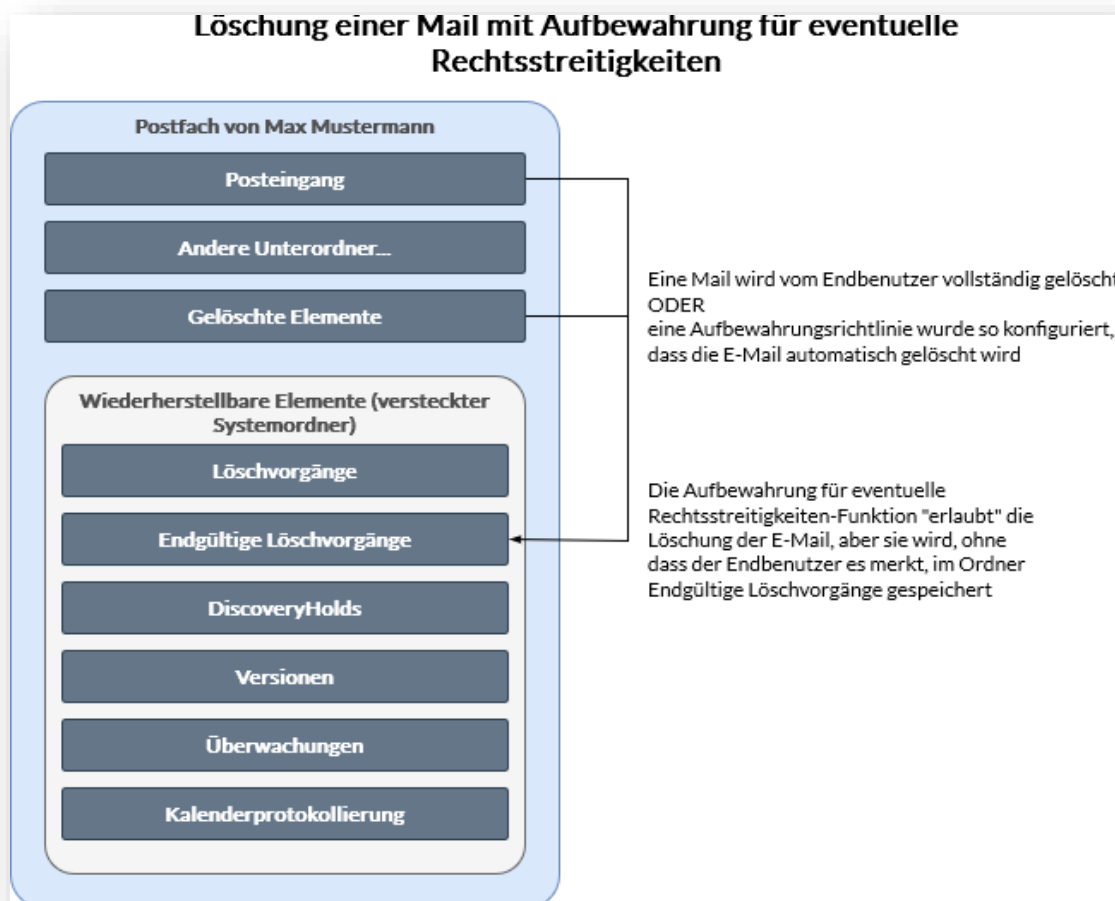 Löschung einer Mail mit Aufbewahrung für eventuelle
Rechtsstreitigkeiten
Postfach von Max Mustermann
Posteingang
Andere Unterordner...
Gelöschte Elemente
Eine Mail wird vom Endbenutzer vollständig gelöscht
ODER
eine Aufbewahrungsrichtlinie wurde so konfiguriert,
dass die E-Mail automatisch gelöscht wird
Wiederherstellbare Elemente (versteckter
Systemordner)
Löschvorgänge
Endgültige Löschvorgänge
DiscoveryHolds
Versionen
Überwachungen
Kalenderprotokollierung
Die Aufbewahrung für eventuelle
Rechtsstreitigkeiten-Funktion "erlaubt" die
Löschung der E-Mail, aber sie wird, ohne
dass der Endbenutzer es merkt, im Ordner
Endgültige Löschvorgänge gespeichert